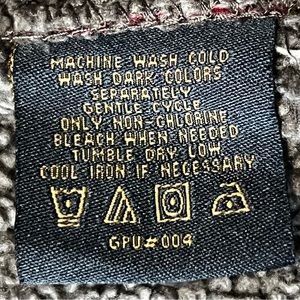 MACHINE WASH COLD
WASH DARK COLORS
SEPARATELY
GENTLE CYCLE
ONLY NON-CHLORINE
BLEACH WHEN NEEDED
TUMBLE DRY LOW
COOL IRON IF NECESSARY
GPU#004